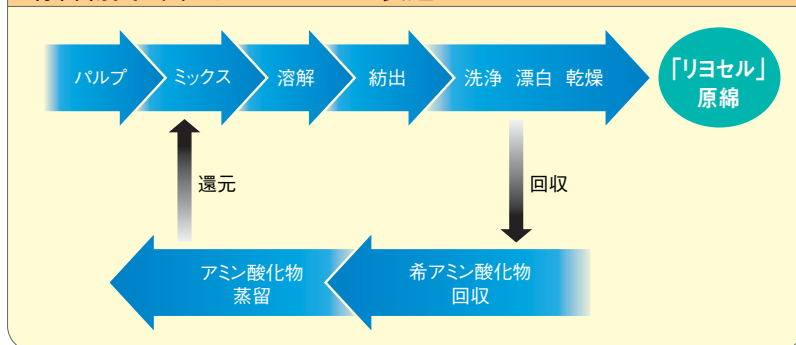 パルプ
ミックス
溶解
紡出
洗浄 漂白 乾燥
「リヨセル」
原綿
還元
回収
アミン酸化物
蒸留
希アミン酸化物
回収